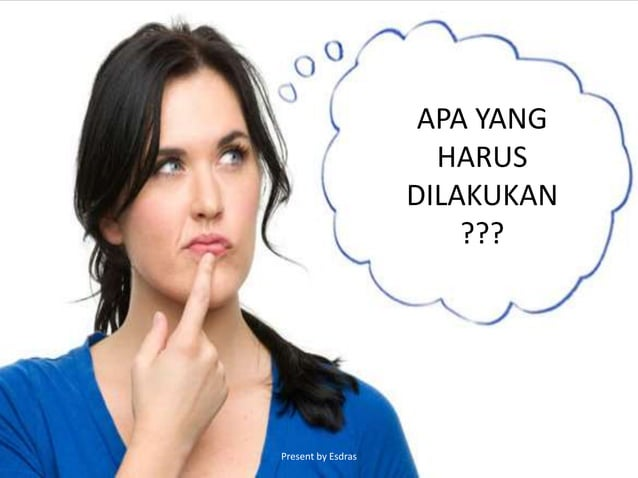 APA YANG
HARUS
DILAKUKAN
???
Present by Esdras